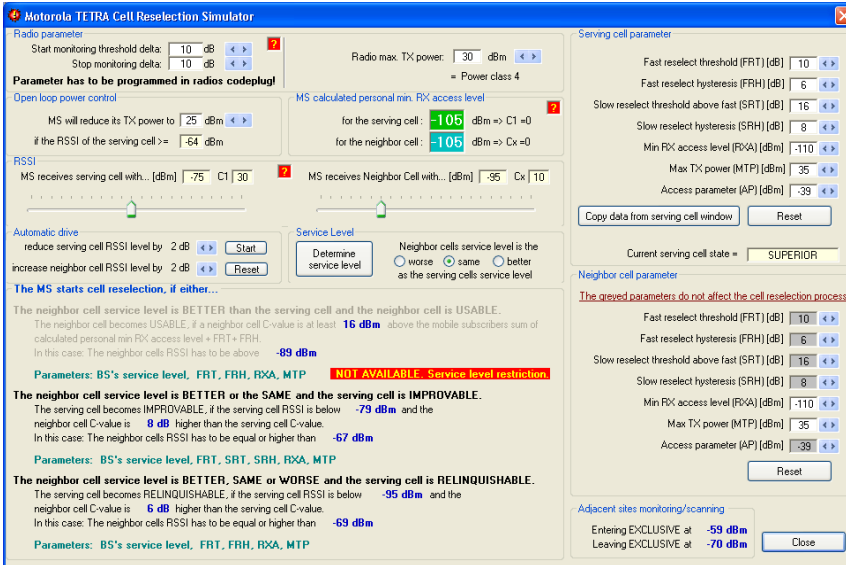 Motorola TETRA Cell Reselection Simulator
Radio parameter
Start monitoring threshold delta: 10 dB
Stop monitoring delta: 10 dB
Parameter has to be programmed in radios codeplug!
?
Radio max. TX power: 30 dBm
= Power class 4
Open loop power control
MS will reduce its TX power to 25 dBm
if the RSSI of the serving cell >= -64 dBm
MS calculated personal min. RX access level
?
for the serving cell: -105 dBm => C1 =0
for the neighbor cell: -105 dBm => Cx =0
RSSI
MS receives serving cell with... [dBm] -75 C1 30
?
MS receives Neighbor Cell with... [dBm] -95 Cx 10
Automatic drive
reduce serving cell RSSI level by 2 dB Start
increase neighbor cell RSSI level by 2 dB Reset
Service Level
Determine
service level
Neighbor cells service level is the
worse same better
as the serving cells service level
The MS starts cell reselection, if either...
The neighbor cell service level is BETTER than the serving cell and the neighbor cell is USABLE.
The neighbor cell becomes USABLE, if a neighbor cell C-value is at least 16 dBm above the mobile subscribers sum of
calculated personal min RX access level + FRT+ FRH.
In this case: The neighbor cells RSSI has to be above -89 dBm
Parameters: BS's service level, FRT, FRH, RXA, MTP NOT AVAILABLE. Service level restriction.
The neighbor cell service level is BETTER or the SAME and the serving cell is IMPROVABLE.
The serving cell becomes IMPROVABLE, if the serving cell RSSI is below -79 dBm and the
neighbor cell C-value is 8 dB higher than the serving cell C-value.
In this case: The neighbor cells RSSI has to be equal or higher than -67 dBm
Parameters: BS's service level, FRT, SRT, SRH, RXA, MTP
The neighbor cell service level is BETTER, SAME or WORSE and the serving cell is RELINQUISHABLE.
The serving cell becomes RELINQUISHABLE, if the serving cell RSSI is below -95 dBm and the
neighbor cell C-value is 6 dB higher than the serving cell C-value.
In this case: The neighbor cells RSSI has to be equal or higher than -69 dBm
Parameters: BS's service level, FRT, FRH, RXA, MTP
Serving cell parameter
Fast reselect threshold (FRT) [dB] 10
Fast reselect hysteresis (FRH) [dB] 6
Slow reselect threshold above fast (SRT) [dB] 16
Slow reselect hysteresis (SRH) [dB] 8
Min RX access level (RXA) [dBm] -110
Max TX power (MTP) [dBm] 35
Access parameter (AP) [dBm] -39
Copy data from serving cell window Reset
Current serving cell state = SUPERIOR
Neighbor cell parameter
The greyed parameters do not affect the cell reselection process
Fast reselect threshold (FRT) [dB] 10
Fast reselect hysteresis (FRH) [dB] 6
Slow reselect threshold above fast (SRT) [dB] 16
Slow reselect hysteresis (SRH) [dB] 8
Min RX access level (RXA) [dBm] -110
Max TX power (MTP) [dBm] 35
Access parameter (AP) [dBm] -39
Reset
Adjacent sites monitoring/scanning
Entering EXCLUSIVE at -59 dBm
Leaving EXCLUSIVE at -70 dBm
Close